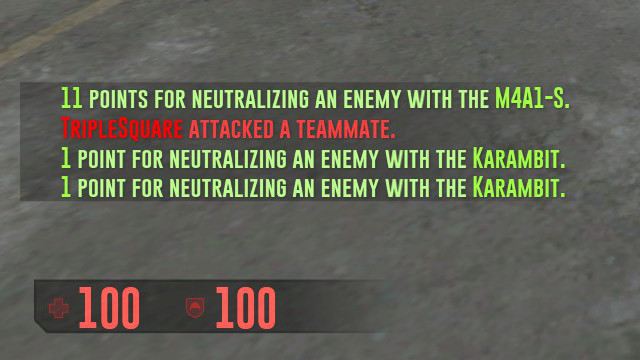 11 POINTS FOR NEUTRALIZING AN ENEMY WITH THE M4A1-S.
TRIPLESQUARE ATTACKED A TEAMMATE.
1 POINT FOR NEUTRALIZING AN ENEMY WITH THE KARAMBIT.
1 POINT FOR NEUTRALIZING AN ENEMY WITH THE KARAMBIT.
100 100